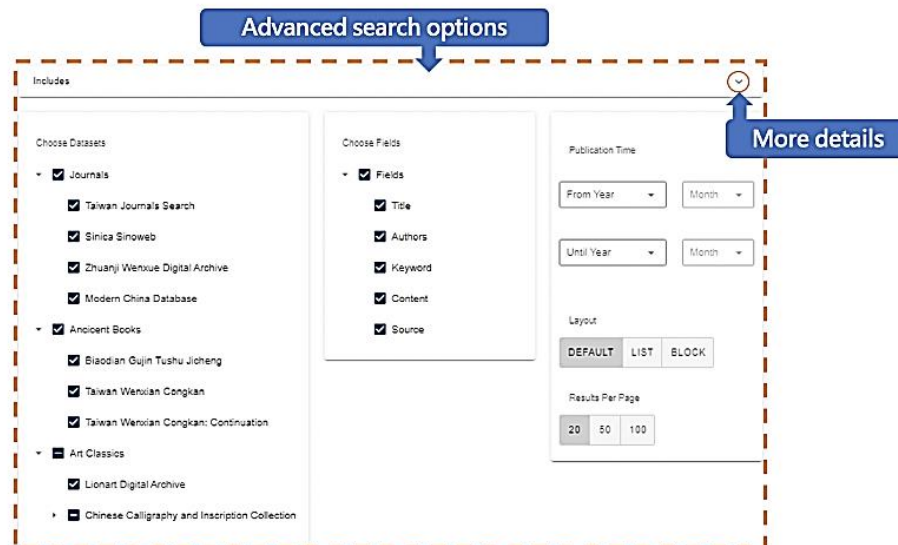 Advanced search options
Includes
More details
Choose Datasets
Journals
Taiwan Journals Search
Sinica Sinoweb
Zhuanji Wenxue Digital Archive
Modern China Database
Ancicent Books
Biaodian Gujin Tushu Jicheng
Taiwan Wenxian Congkan
Taiwan Wenxian Congkan: Continuation
Art Classics
Lionart Digital Archive
Chinese Calligraphy and Inscription Collection
Choose Fields
Fields
Title
Authors
Keyword
Content
Source
Publication Time
From Year Month
Until Year Month
Layout
DEFAULT LIST BLOCK
Results Per Page
20 50 100